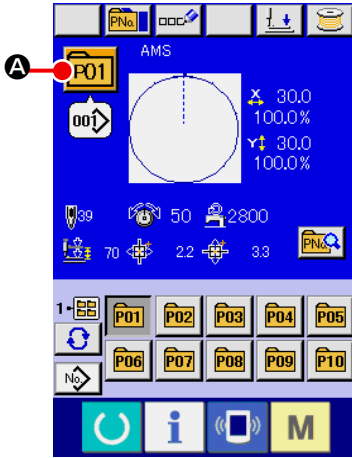 PNo.
A
AMS
P01
001
X 30.0
100.0%
Y 30.0
100.0%
39 50 2800
70 2.2 3.3
PNo.
1-
P01 P02 P03 P04 P05
P06 P07 P08 P09 P10
No.
i M